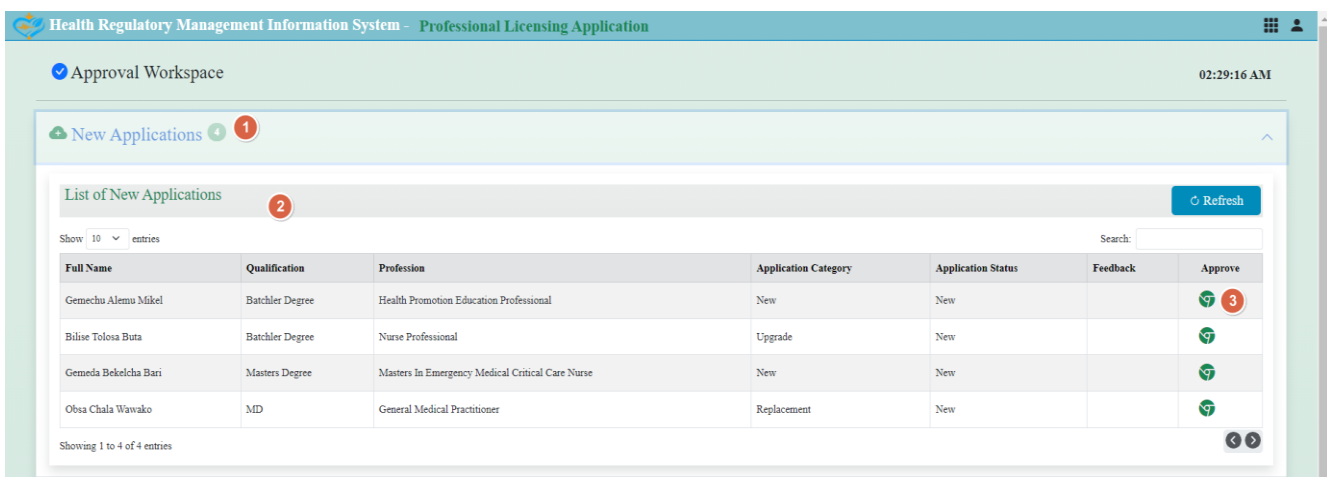 Health Regulatory Management Information System - Professional Licensing Application
Approval Workspace
02:29:16 AM
New Applications 4 1
List of New Applications
2
Refresh
Show 10 entries
Search:
Full Name Qualification Profession Application Category Application Status Feedback Approve
Gemechu Alemu Mikel Batchler Degree Health Promotion Education Professional New New 3
Bilise Tolosa Buta Batchler Degree Nurse Professional Upgrade New
Gemeda Bekelcha Bari Masters Degree Masters In Emergency Medical Critical Care Nurse New New
Obsa Chala Wawako MD General Medical Practitioner Replacement New
Showing 1 to 4 of 4 entries